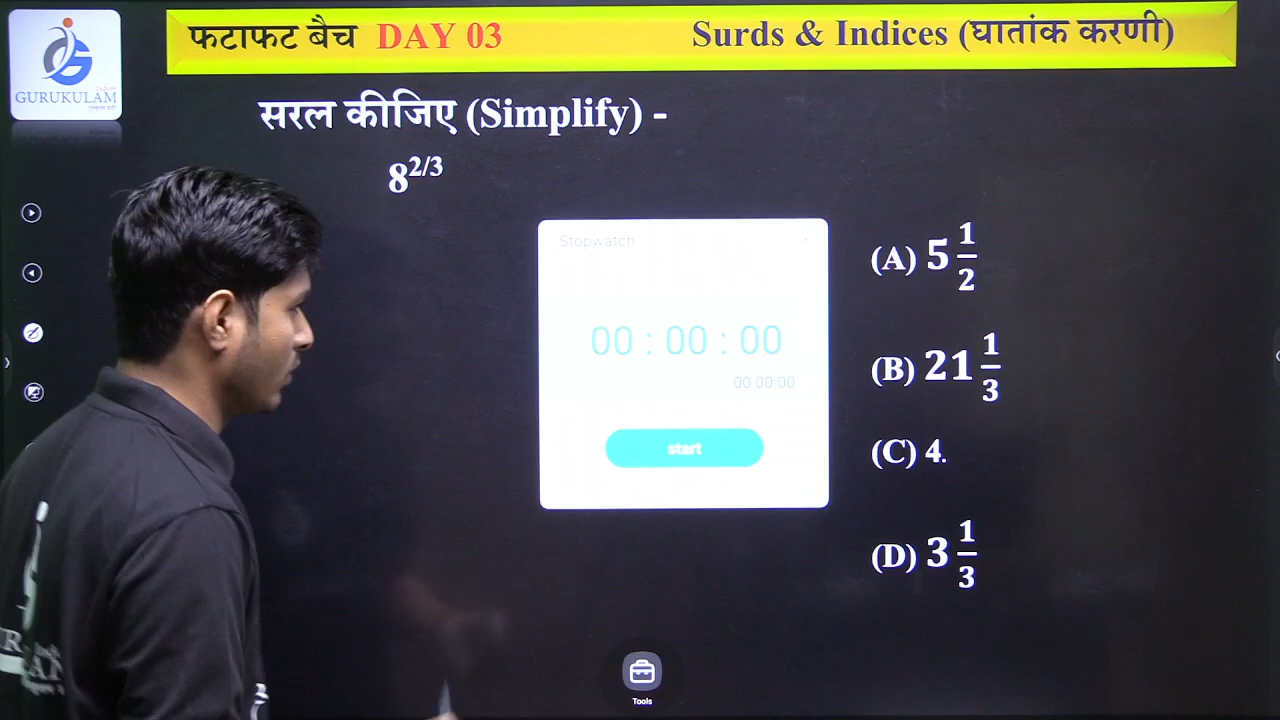 फटाफट बैच DAY 03
Surds & Indices (घातांक करणी)
GURUKULAM
सरल कीजिए (Simplify) -
8^2/3
Stopwatch
00 : 00 : 00
00:00:00
start
(A) 5 1/2
(B) 21 1/3
(C) 4.
(D) 3 1/3
Tools